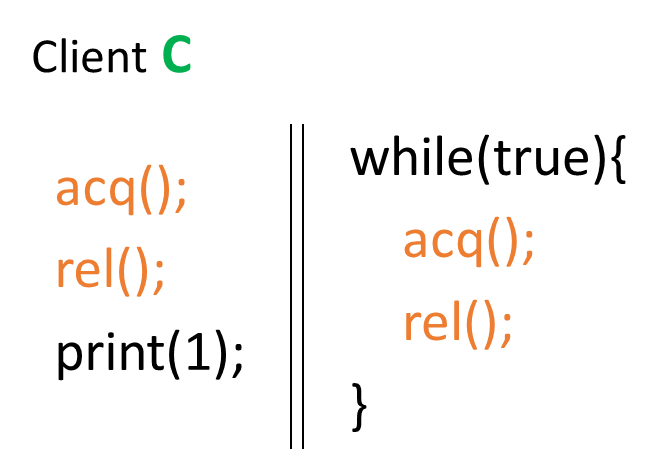 Client C
acq();
rel();
print(1);
while(true){
acq();
rel();
}